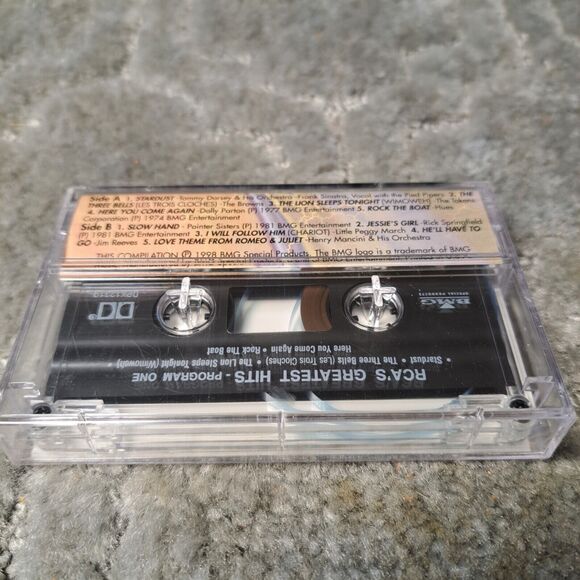 Side A 1. STARDUST - Tommy Dorsey & His Orchestra - Frank Sinatra, Vocal with the Pied Pipers 2. THE
THREE BELLS (LES TROIS CLOCHES) - The Browns 3. THE LION SLEEPS TONIGHT (WIMOWEH) - The Tokens
4. HERE YOU COME AGAIN - Dolly Parton (P) 1977 BMG Entertainment 5. ROCK THE BOAT - Hues
Corporation (P) 1974 BMG Entertainment
Side B 1. SLOW HAND - Pointer Sisters (P) 1981 BMG Entertainment 2. JESSIE'S GIRL - Rick Springfield
(P) 1981 BMG Entertainment 3. I WILL FOLLOW HIM (CHARIOT) - Little Peggy March 4. HE'LL HAVE TO
GO - Jim Reeves 5. LOVE THEME FROM ROMEO & JULIET - Henry Mancini & His Orchestra
THIS COMPILATION Ⓟ 1998 BMG Special Products. The BMG logo is a trademark of BMG
BMG
SPECIAL PRODUCTS
RCA'S GREATEST HITS - PROGRAM ONE
• Stardust • The Three Bells (Les Trois Cloches) • The Lion Sleeps Tonight (Wimoweh)
Here You Come Again • Rock The Boat